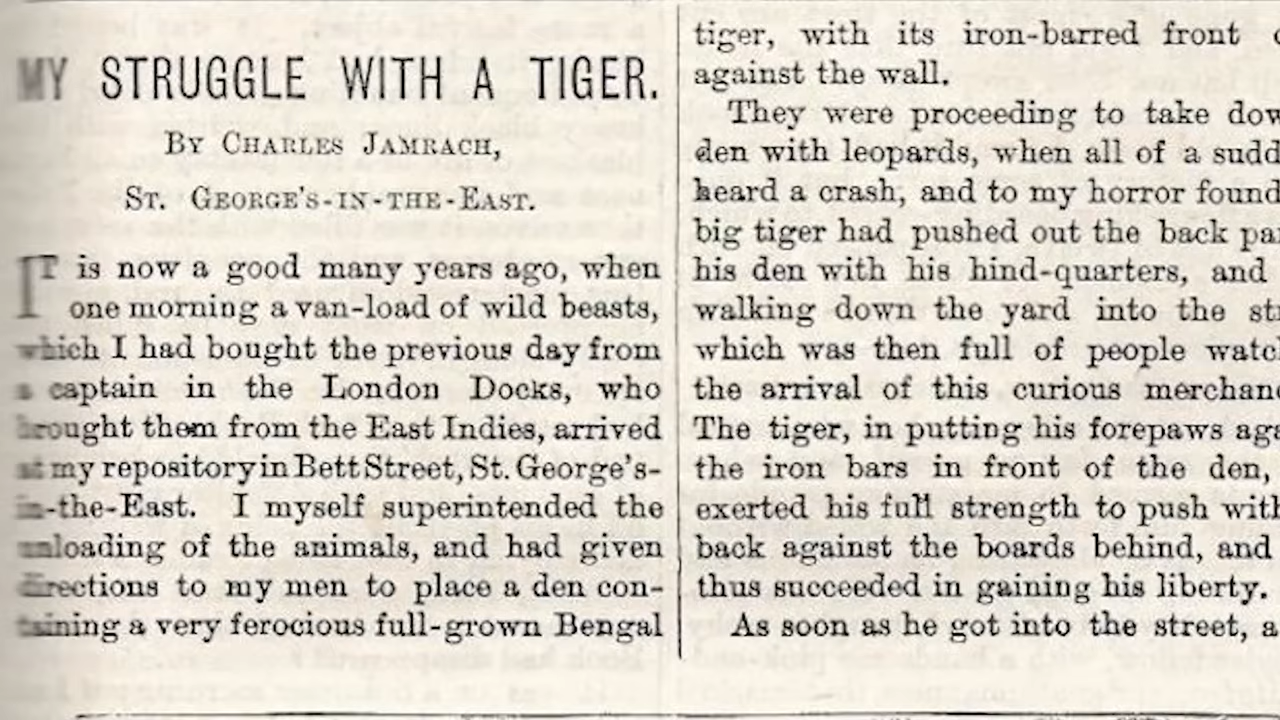 MY STRUGGLE WITH A TIGER.
BY CHARLES JAMRACH,
ST. GEORGE'S-IN-THE-EAST.
IT is now a good many years ago, when
one morning a van-load of wild beasts,
which I had bought the previous day from
a captain in the London Docks, who
brought them from the East Indies, arrived
at my repository in Bett Street, St. George's-
in-the-East. I myself superintended the
unloading of the animals, and had given
directions to my men to place a den con-
taining a very ferocious full-grown Bengal
tiger, with its iron-barred front
against the wall.
They were proceeding to take
den with leopards, when all of a
heard a crash, and to my horror found
big tiger had pushed out the back
his den with his hind-quarters, and
walking down the yard into the
which was then full of people
the arrival of this curious
The tiger, in putting his forepaws
the iron bars in front of the den,
exerted his full strength to push
back against the boards behind, and
thus succeeded in gaining his liberty.
As soon as he got into the street,